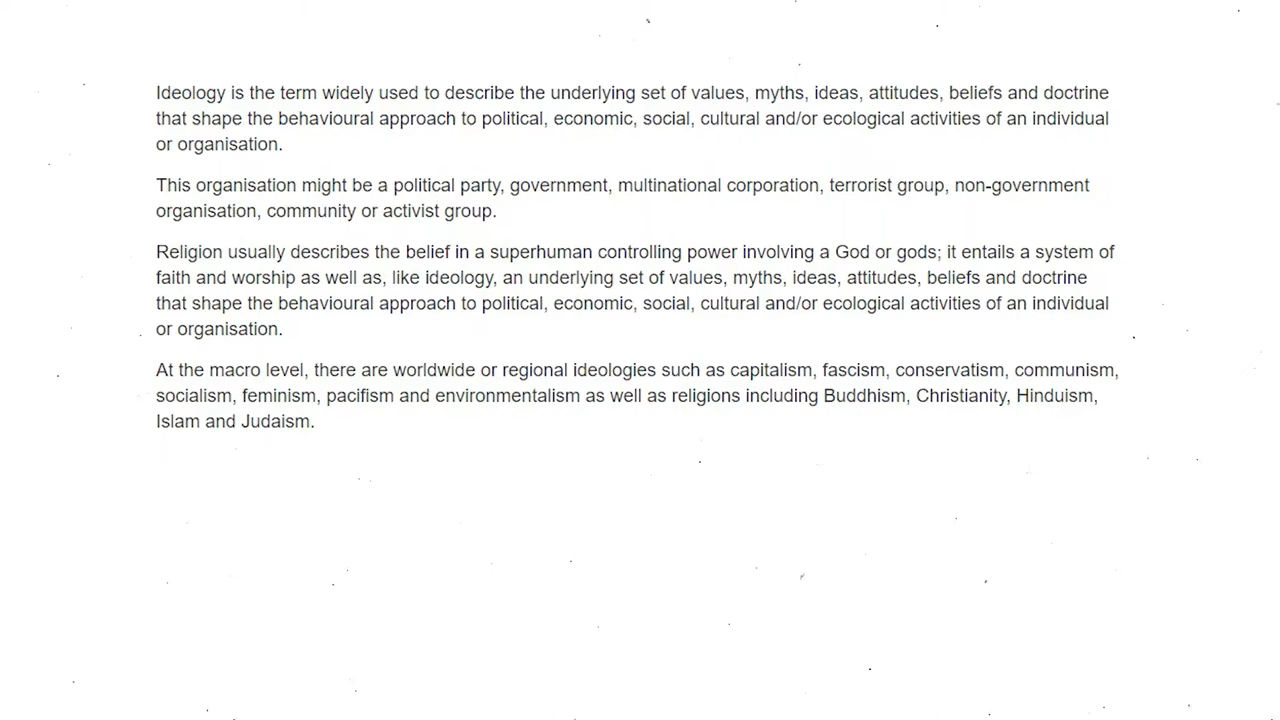 Ideology is the term widely used to describe the underlying set of values, myths, ideas, attitudes, beliefs and doctrine
that shape the behavioural approach to political, economic, social, cultural and/or ecological activities of an individual
or organisation.
This organisation might be a political party, government, multinational corporation, terrorist group, non-government
organisation, community or activist group.
Religion usually describes the belief in a superhuman controlling power involving a God or gods; it entails a system of
faith and worship as well as, like ideology, an underlying set of values, myths, ideas, attitudes, beliefs and doctrine
that shape the behavioural approach to political, economic, social, cultural and/or ecological activities of an individual
or organisation.
At the macro level, there are worldwide or regional ideologies such as capitalism, fascism, conservatism, communism,
socialism, feminism, pacifism and environmentalism as well as religions including Buddhism, Christianity, Hinduism,
Islam and Judaism.